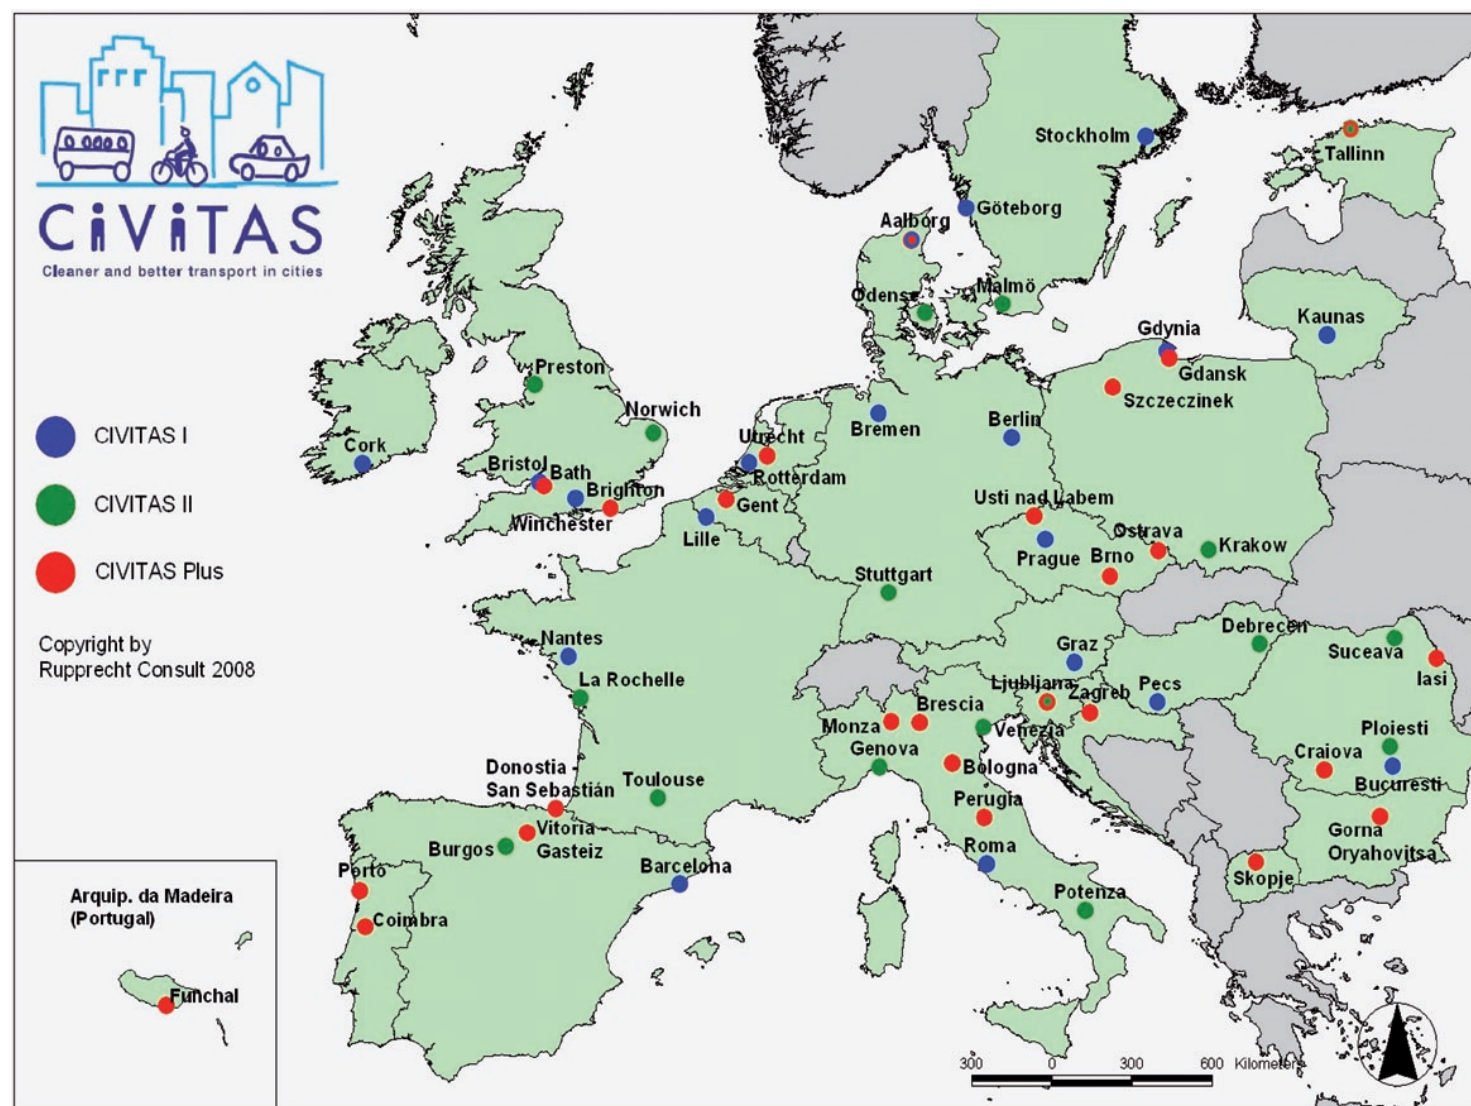 CiViTAS
Cleaner and better transport in cities
CIVITAS I
CIVITAS II
CIVITAS Plus
Copyright by
Rupprecht Consult 2008
Stockholm
Tallinn
Göteborg
Aalborg
Malmö
Odense
Kaunas
Gdynia
Gdansk
Szczeczinek
Preston
Norwich
Bremen
Berlin
Cork
Utrecht
Rotterdam
Bristol
Bath
Brighton
Winchester
Gent
Lille
Usti nad Labem
Ostrava
Prague
Brno
Krakow
Stuttgart
Nantes
Graz
Debrecen
Suceava
Iasi
La Rochelle
Ljubljana
Zagreb
Pecs
Brescia
Monza
Venezia
Genova
Bologna
Ploiesti
Craiova
Bucuresti
Donostia -
San Sebastián
Toulouse
Perugia
Vitoria
Gasteiz
Burgos
Gorna
Oryahovitsa
Roma
Barcelona
Skopje
Porto
Potenza
Coimbra
Arquip. da Madeira
(Portugal)
Funchal
300 0 300 600 Kilometers